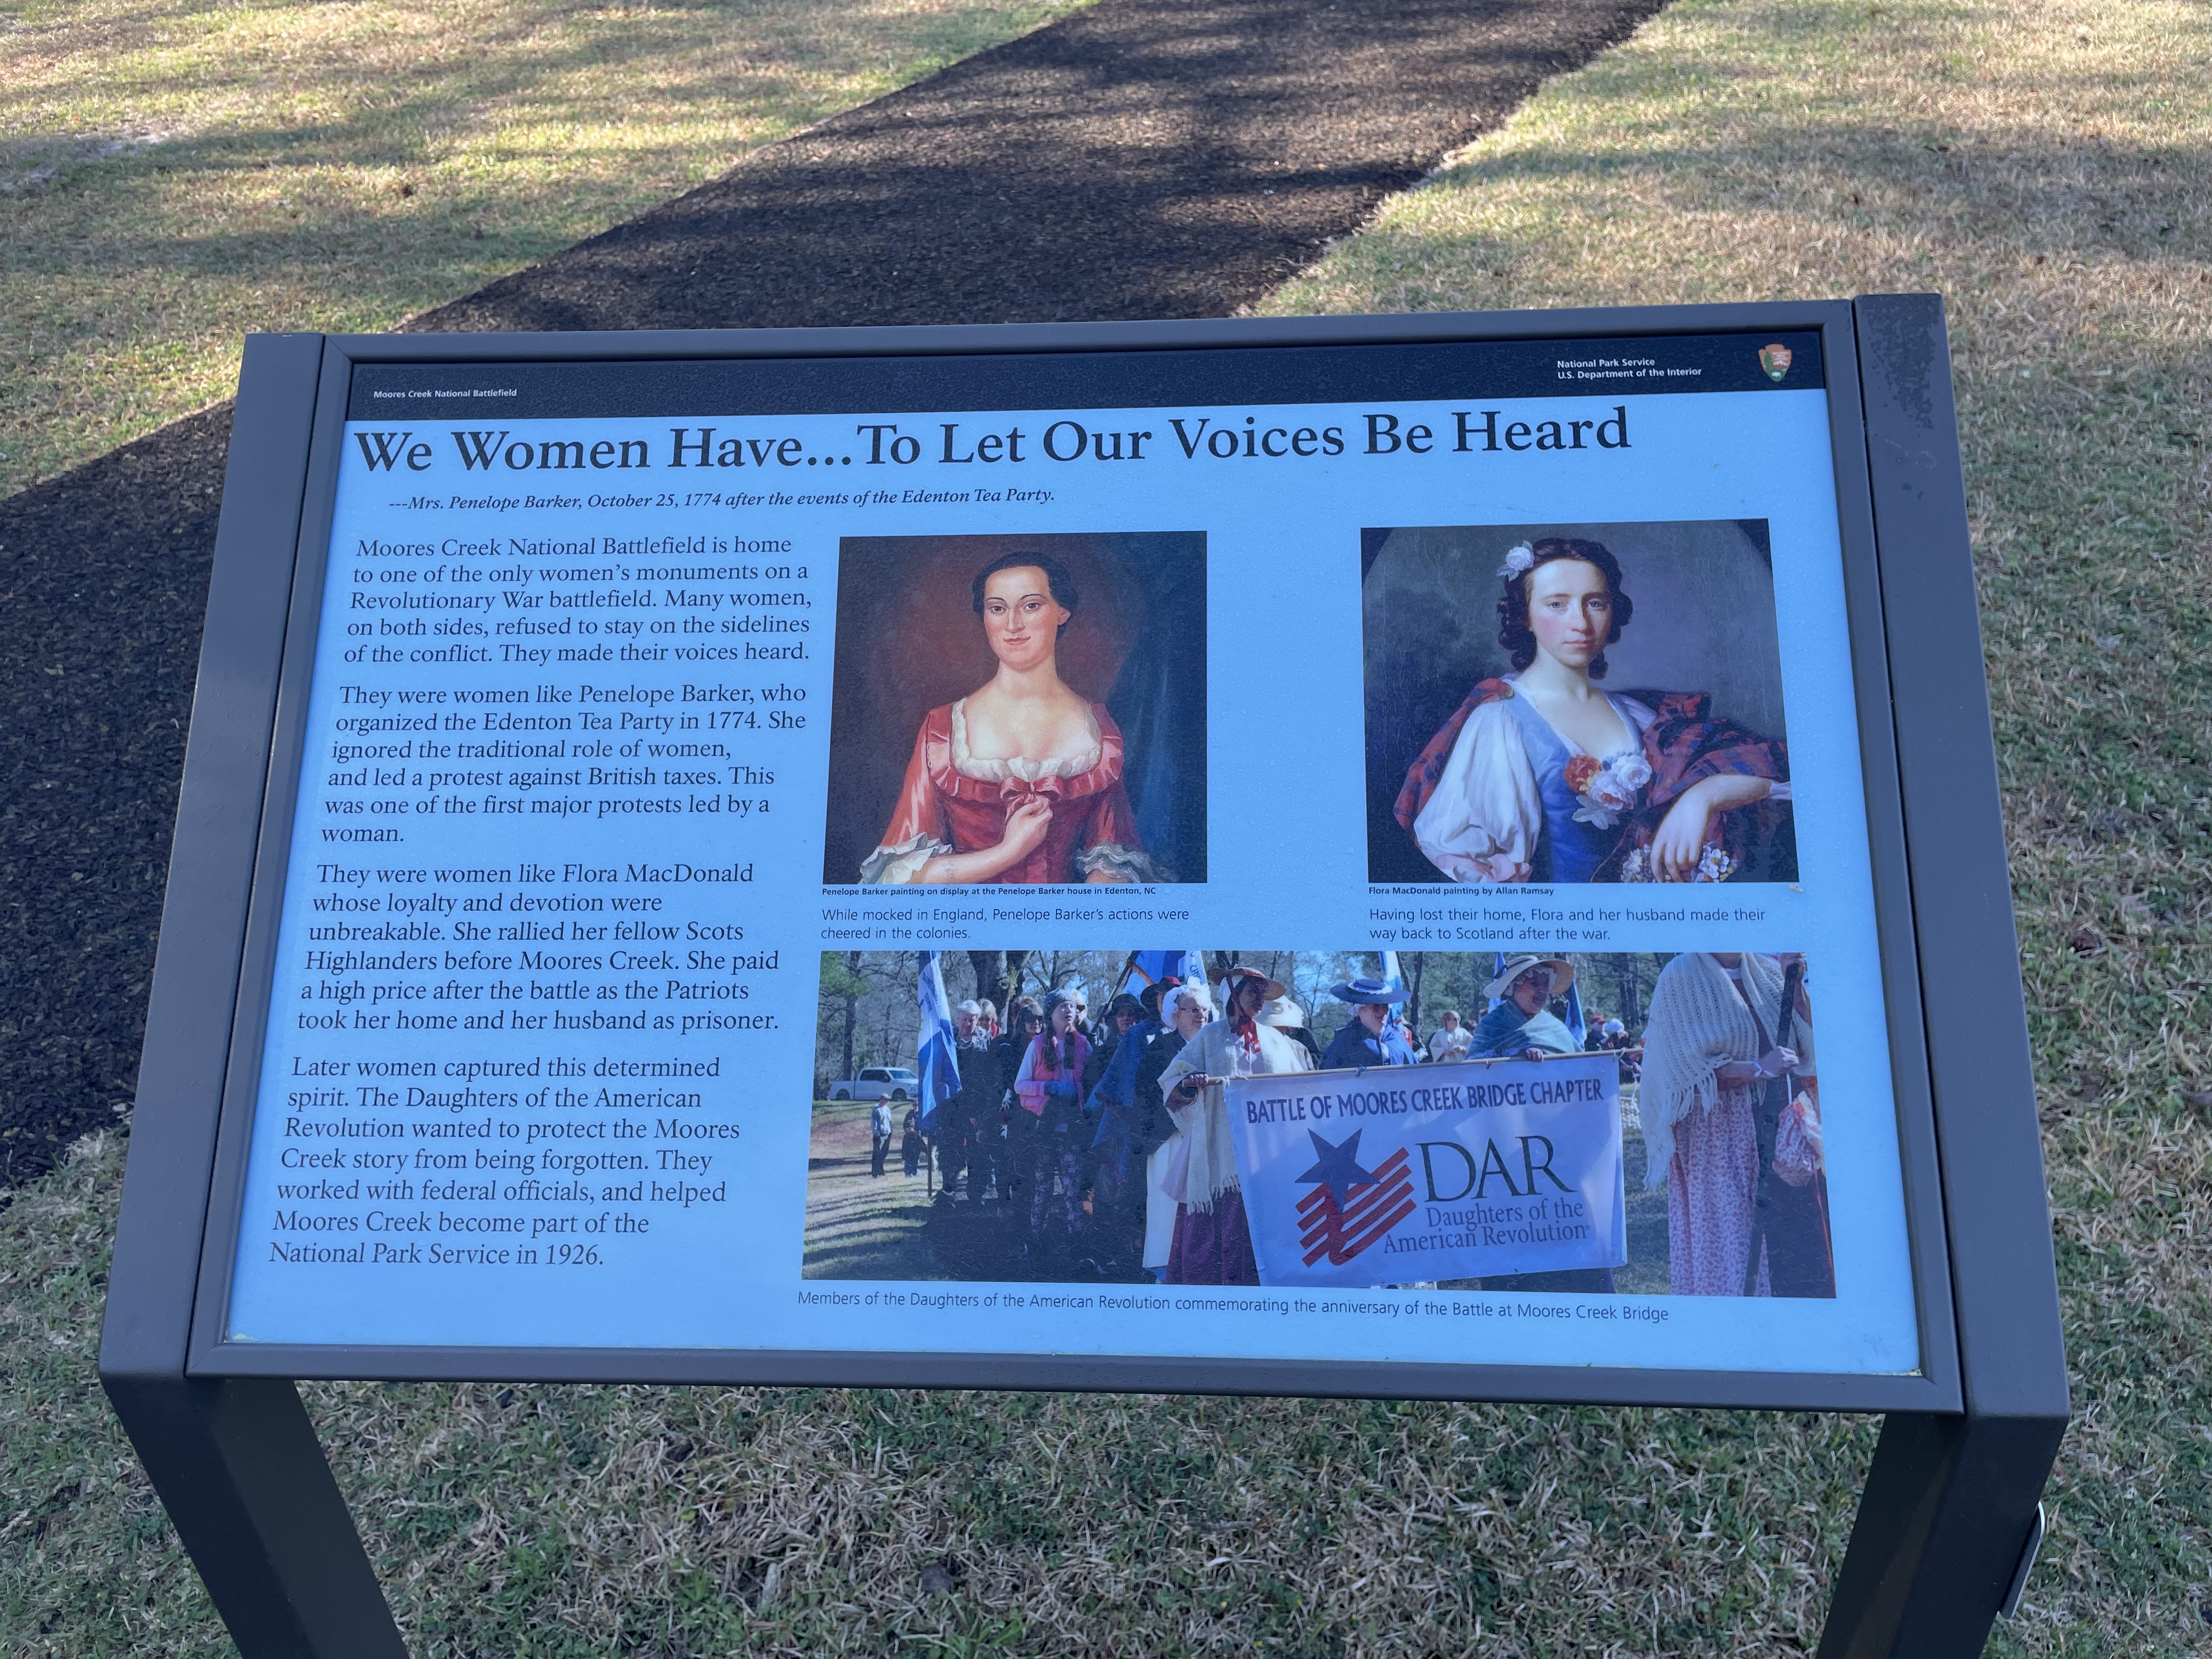 Moores Creek National Battlefield
National Park Service
U.S. Department of the Interior
We Women Have...To Let Our Voices Be Heard
---Mrs. Penelope Barker, October 25, 1774 after the events of the Edenton Tea Party.
Moores Creek National Battlefield is home
to one of the only women's monuments on a
Revolutionary War battlefield. Many women,
on both sides, refused to stay on the sidelines
of the conflict. They made their voices heard.
They were women like Penelope Barker, who
organized the Edenton Tea Party in 1774. She
ignored the traditional role of women,
and led a protest against British taxes. This
was one of the first major protests led by a
woman.
They were women like Flora MacDonald
whose loyalty and devotion were
unbreakable. She rallied her fellow Scots
Highlanders before Moores Creek. She paid
a high price after the battle as the Patriots
took her home and her husband as prisoner.
Later women captured this determined
spirit. The Daughters of the American
Revolution wanted to protect the Moores
Creek story from being forgotten. They
worked with federal officials, and helped
Moores Creek become part of the
National Park Service in 1926.
Penelope Barker painting on display at the Penelope Barker house in Edenton, NC
While mocked in England, Penelope Barker's actions were
cheered in the colonies.
Flora MacDonald painting by Allan Ramsay
Having lost their home, Flora and her husband made their
way back to Scotland after the war.
BATTLE OF MOORES CREEK BRIDGE CHAPTER
DAR
Daughters of the
American Revolution
Members of the Daughters of the American Revolution commemorating the anniversary of the Battle at Moores Creek Bridge